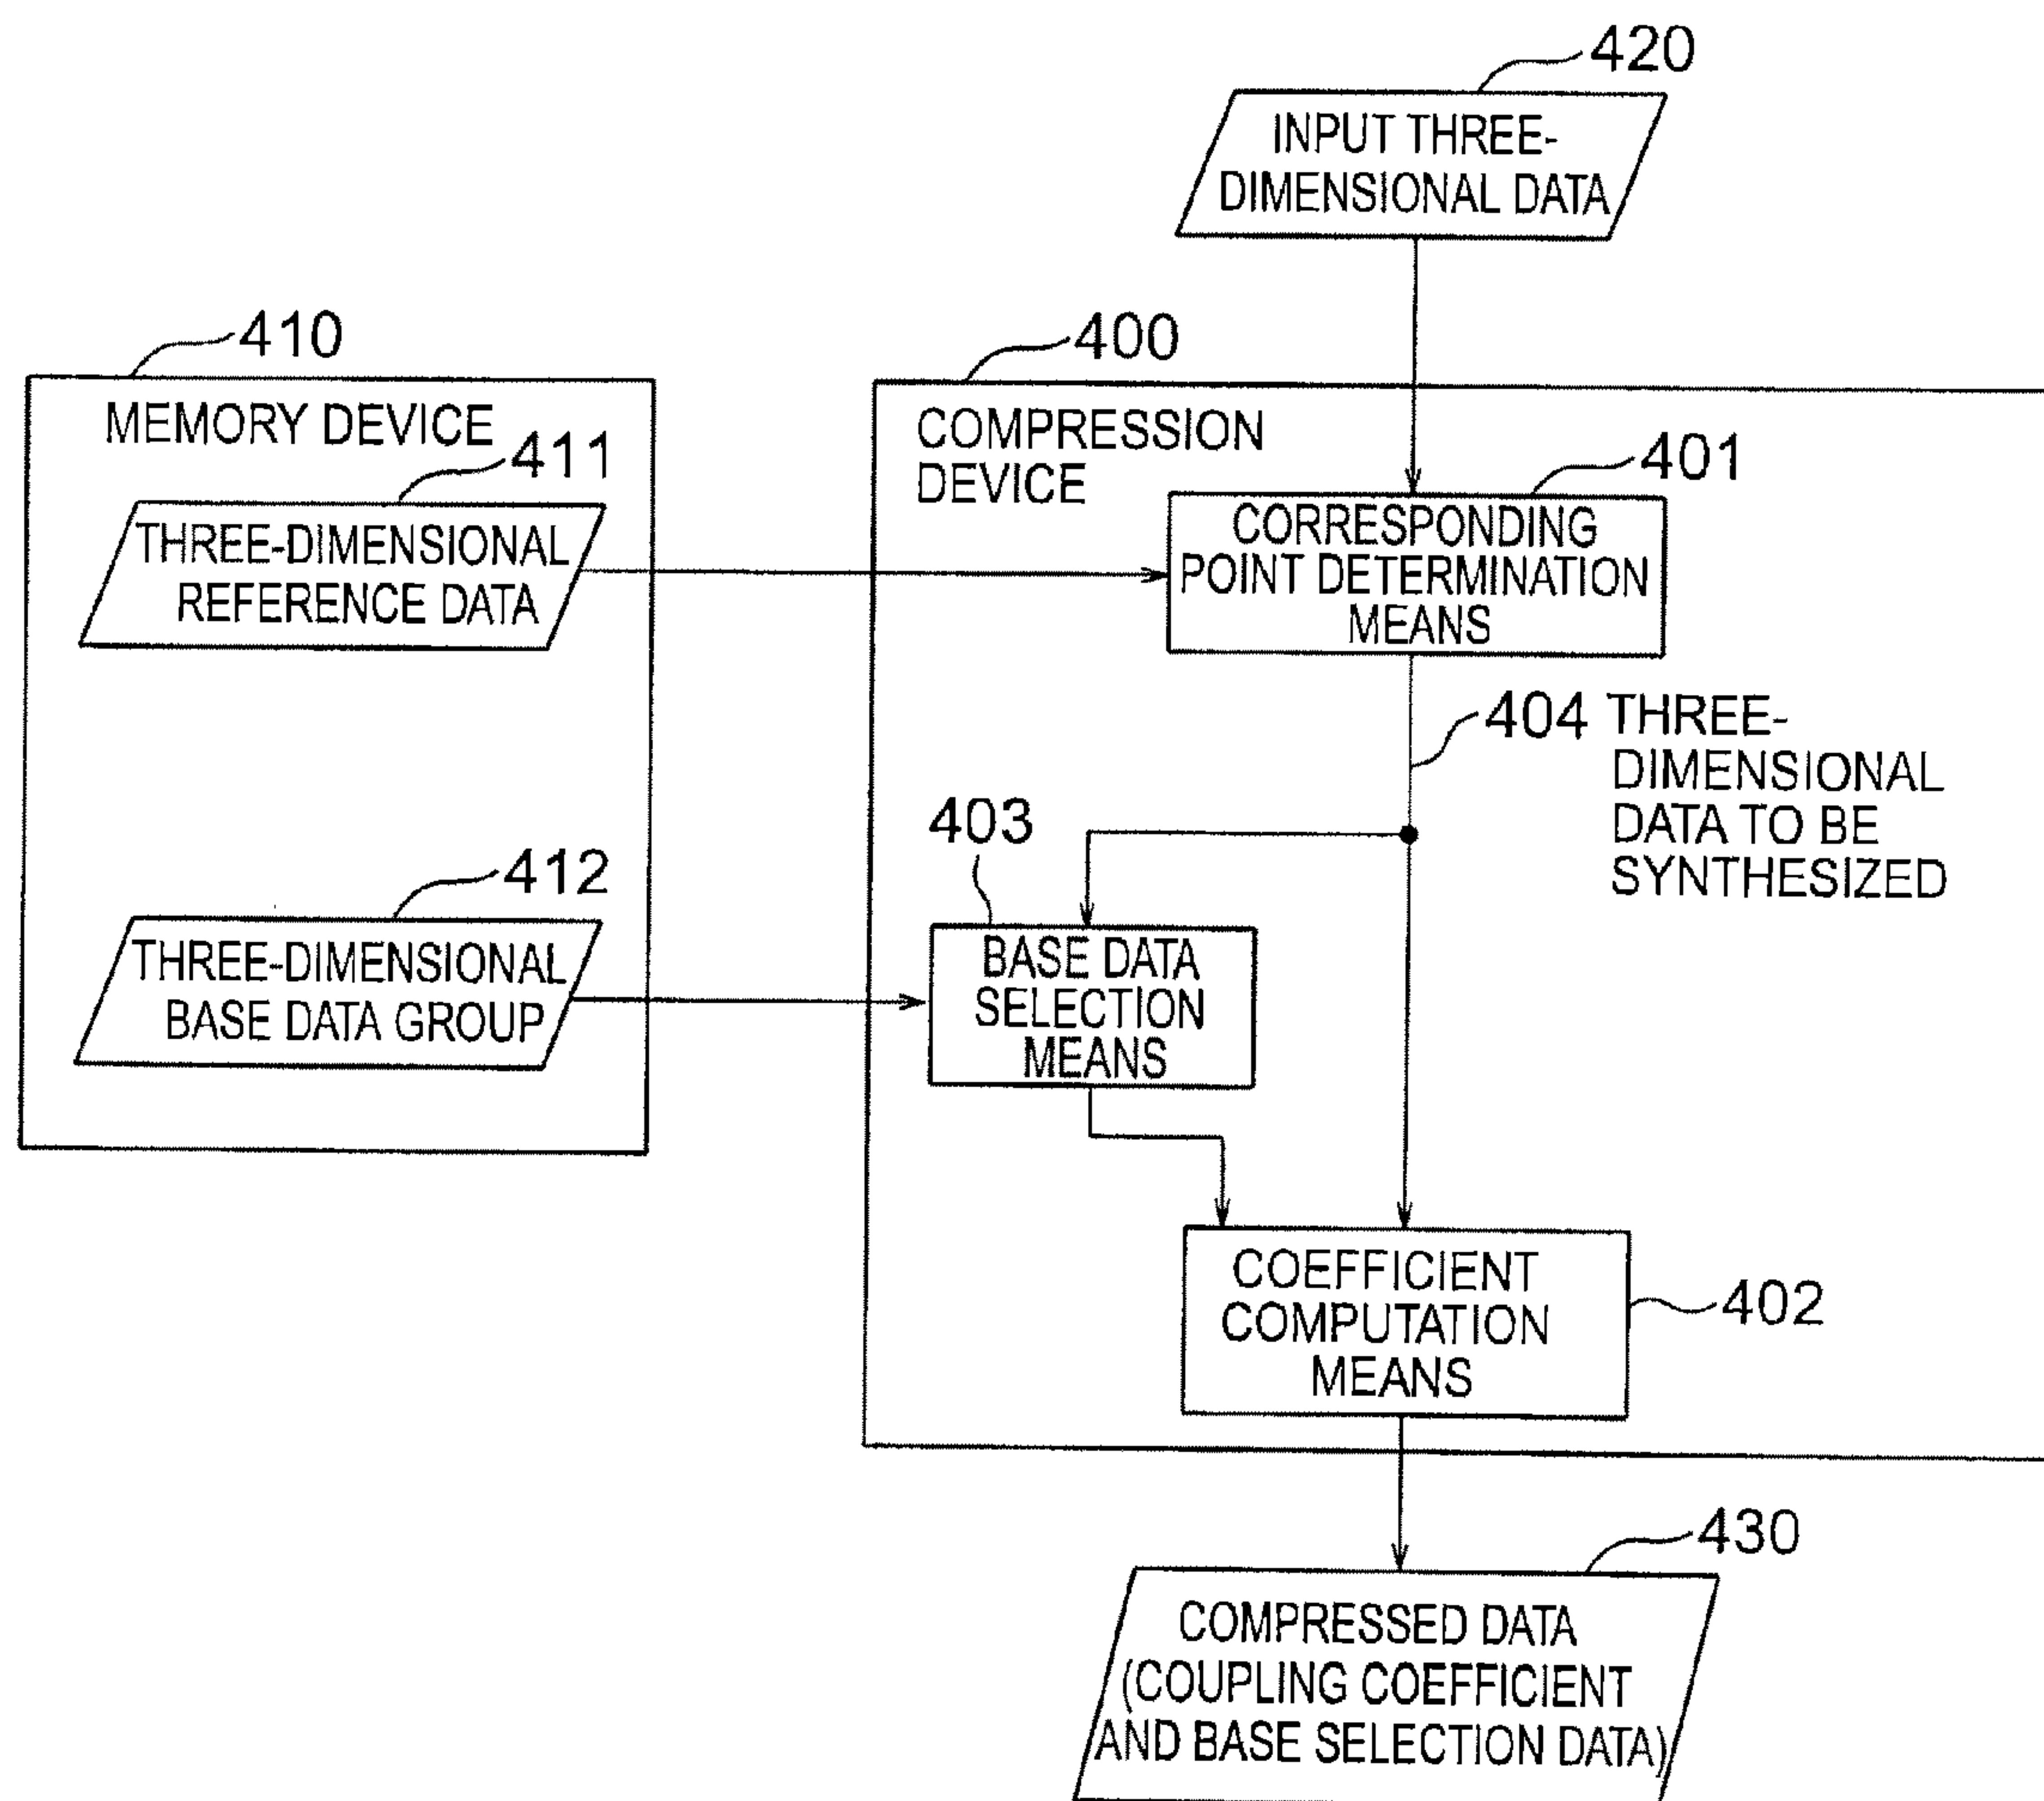 420
INPUT THREE-
DIMENSIONAL DATA
410
400
MEMORY DEVICE
COMPRESSION
DEVICE
411
401
THREE-DIMENSIONAL
REFERENCE DATA
CORRESPONDING
POINT DETERMINATION
MEANS
404
THREE-
DIMENSIONAL
DATA TO BE
SYNTHESIZED
403
412
THREE-DIMENSIONAL
BASE DATA GROUP
BASE DATA
SELECTION
MEANS
COEFFICIENT
COMPUTATION
MEANS
402
430
COMPRESSED DATA
(COUPLING COEFFICIENT
AND BASE SELECTION DATA)